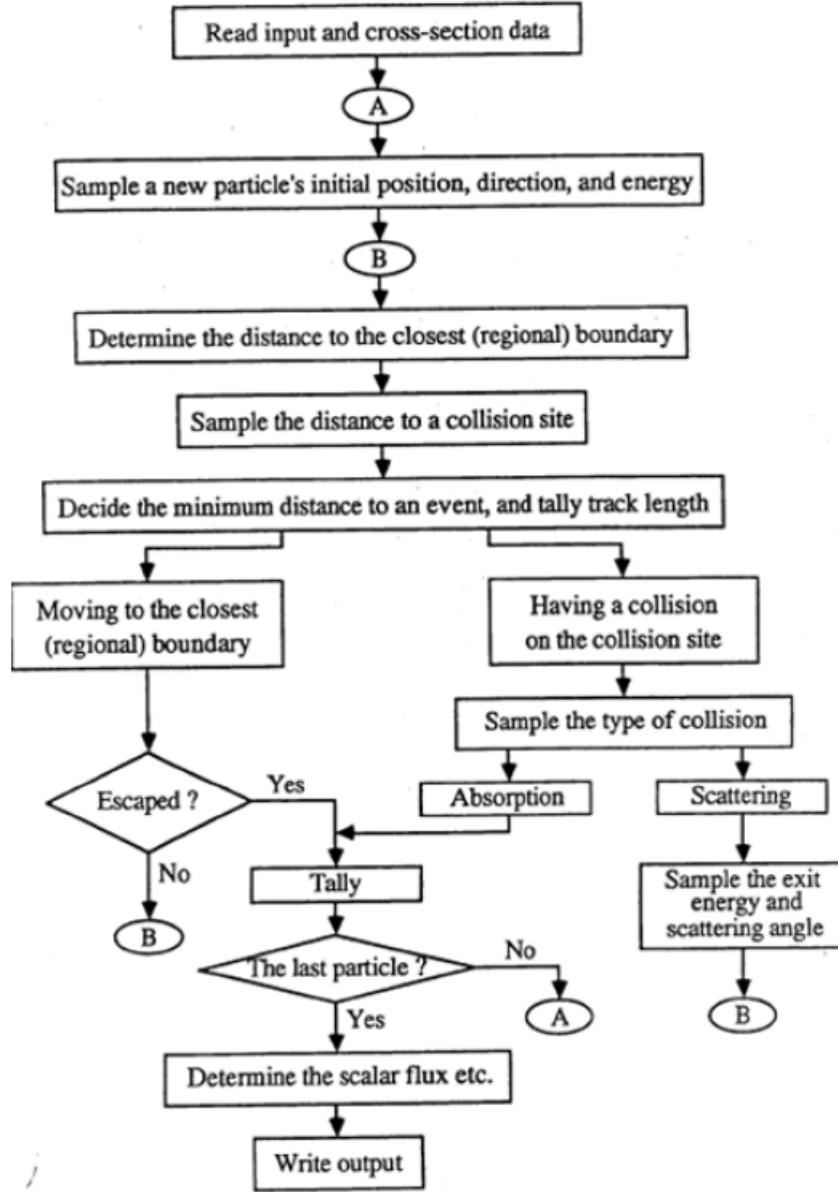 Read input and cross-section data
A
Sample a new particle's initial position, direction, and energy
B
Determine the distance to the closest (regional) boundary
Sample the distance to a collision site
Decide the minimum distance to an event, and tally track length
Moving to the closest
(regional) boundary
Having a collision
on the collision site
Sample the type of collision
Escaped ?
Yes
No
B
Absorption
Scattering
Tally
Sample the exit
energy and
scattering angle
The last particle ?
No
A
B
Yes
Determine the scalar flux etc.
Write output